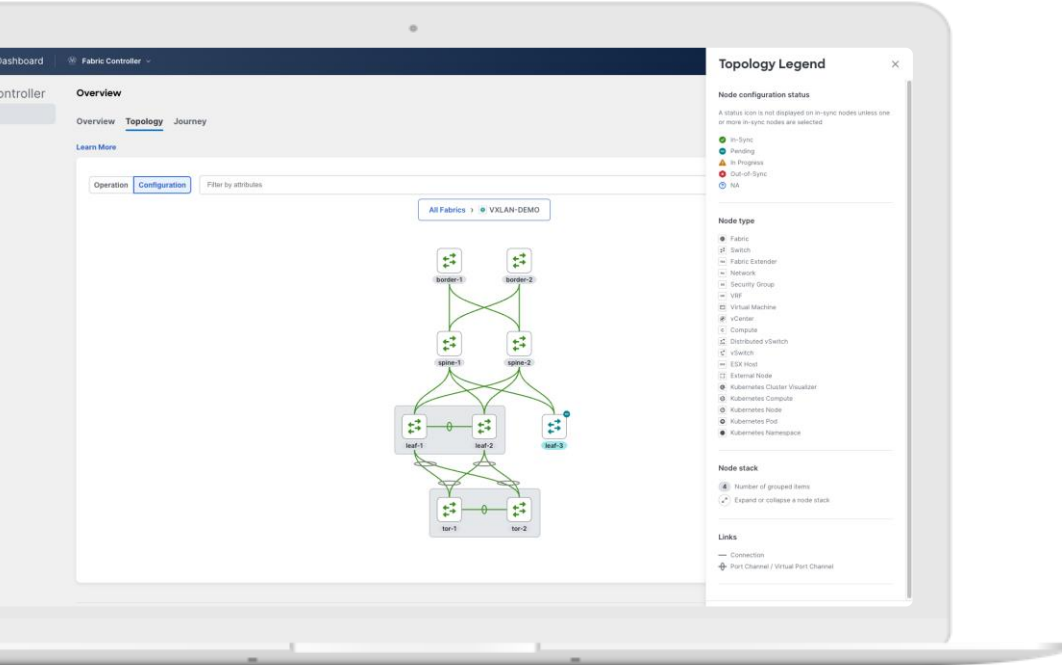 Dashboard
Fabric Controller
Controller
Overview
Overview Topology Journey
Learn More
Operation Configuration Filter by attributes
All Fabrics > VXLAN-DEMO
border-1 border-2
spine-1 spine-2
leaf-1 leaf-2 leaf-3
tor-1 tor-2
Topology Legend
Node configuration status
A status icon is not displayed on in-sync nodes unless one
or more in-sync nodes are selected
In-Sync
Pending
In Progress
Out-of-Sync
NA
Node type
Fabric
Switch
Fabric Extender
Network
Security Group
VRF
Virtual Machine
vCenter
Compute
Distributed vSwitch
vSwitch
ESX Host
External Node
Kubernetes Cluster Visualizer
Kubernetes Compute
Kubernetes Node
Kubernetes Pod
Kubernetes Namespace
Node stack
Number of grouped items
Expand or collapse a node stack
Links
Connection
Port Channel / Virtual Port Channel